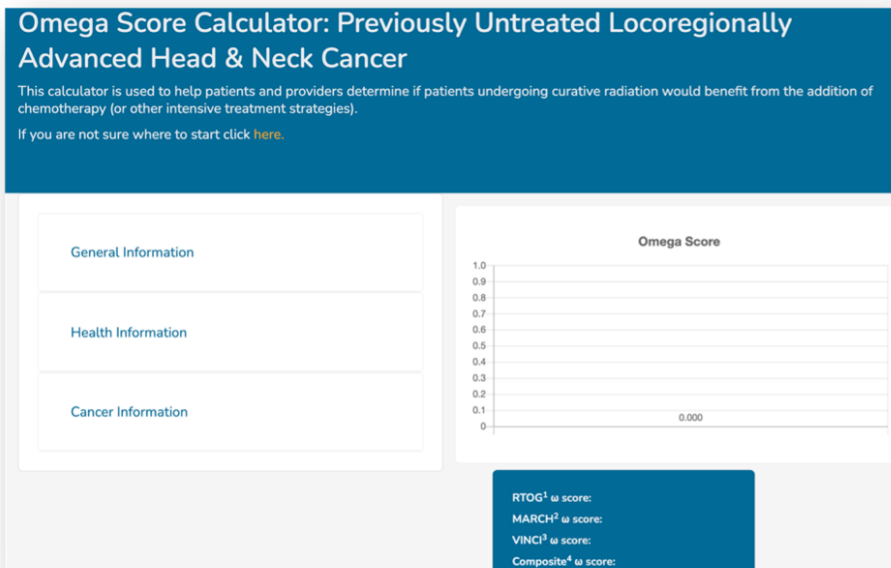 Omega Score Calculator: Previously Untreated Locoregionally
Advanced Head & Neck Cancer
This calculator is used to help patients and providers determine if patients undergoing curative radiation would benefit from the addition of
chemotherapy (or other intensive treatment strategies).
If you are not sure where to start click here.
General Information
Health Information
Cancer Information
Omega Score
1.0
0.9
0.8
0.7
0.6
0.5
0.4
0.3
0.2
0.1
0
0.000
RTOG¹ ω score:
MARCH² ω score:
VINCI³ ω score:
Composite⁴ ω score: